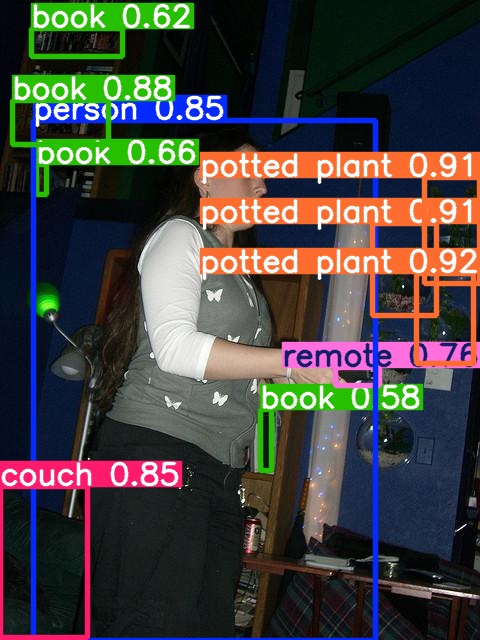 book 0.62
book 0.88
person 0.85
book 0.66
potted plant 0.91
potted plant 0.91
potted plant 0.92
remote 0.76
book 0.58
couch 0.85